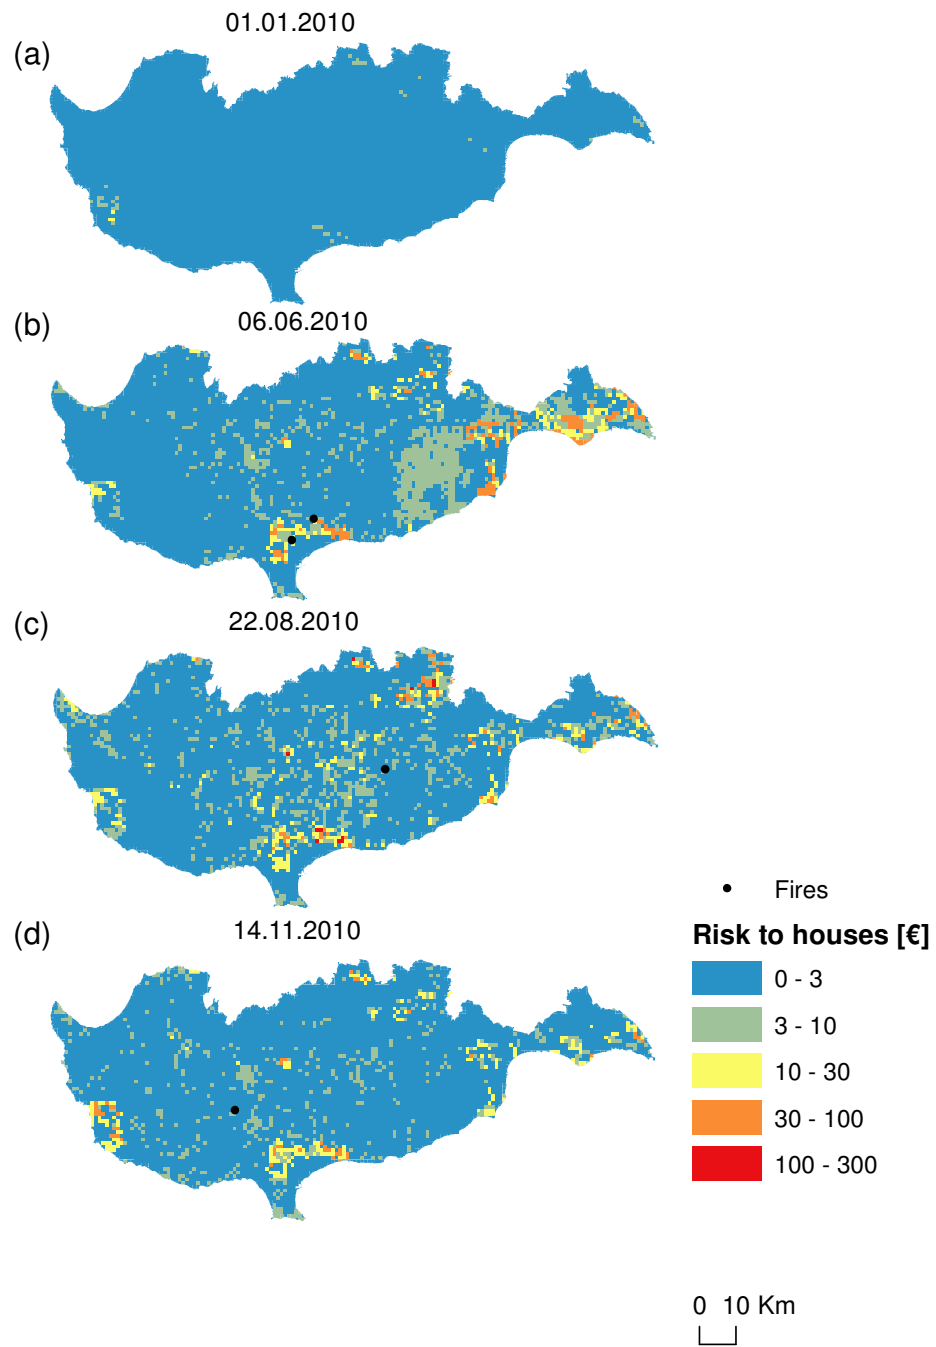 01.01.2010
(a)
(b)
06.06.2010
(c)
22.08.2010
(d)
14.11.2010
Fires
Risk to houses [€]
0 - 3
3 - 10
10 - 30
30 - 100
100 - 300
0 10 Km